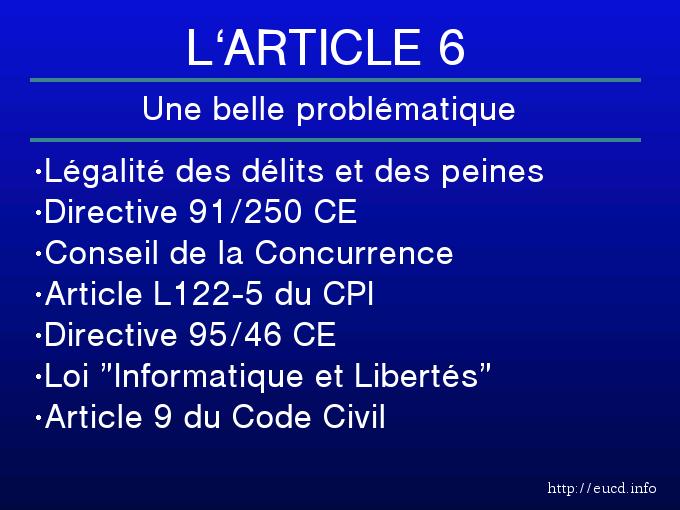 L‘ARTICLE 6
Une belle problématique
·Légalité des délits et des peines
·Directive 91/250 CE
·Conseil de la Concurrence
·Article L122-5 du CPI
·Directive 95/46 CE
·Loi ”Informatique et Libertés”
·Article 9 du Code Civil
http://eucd.info